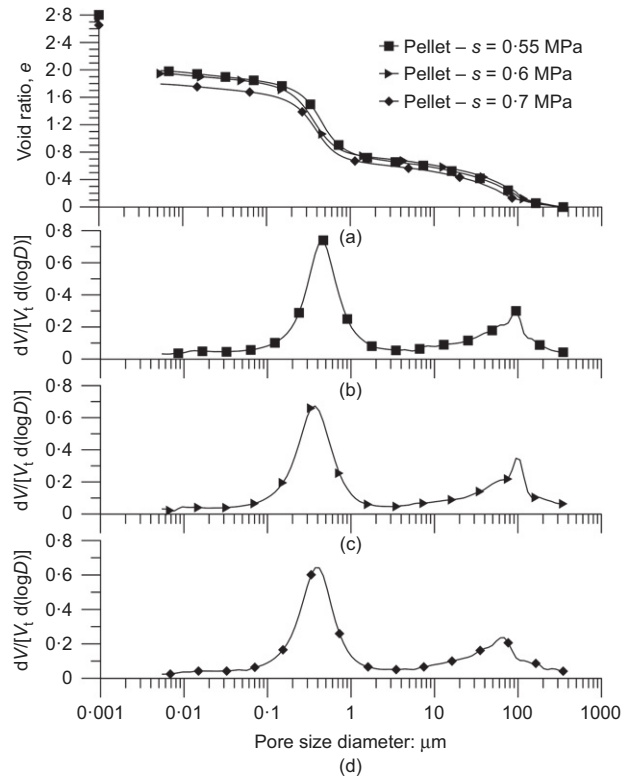 2·8
2·4
2·0
1·6
1·2
0·8
0·4
0
Void ratio, e
Pellet – s = 0·55 MPa
Pellet – s = 0·6 MPa
Pellet – s = 0·7 MPa
(a)
0·8
0·6
0·4
0·2
0
dV/[Vt d(logD)]
(b)
0·8
0·6
0·4
0·2
0
dV/[Vt d(logD)]
(c)
0·8
0·6
0·4
0·2
0
dV/[Vt d(logD)]
0·001 0·01 0·1 1 10 100 1000
Pore size diameter: μm
(d)